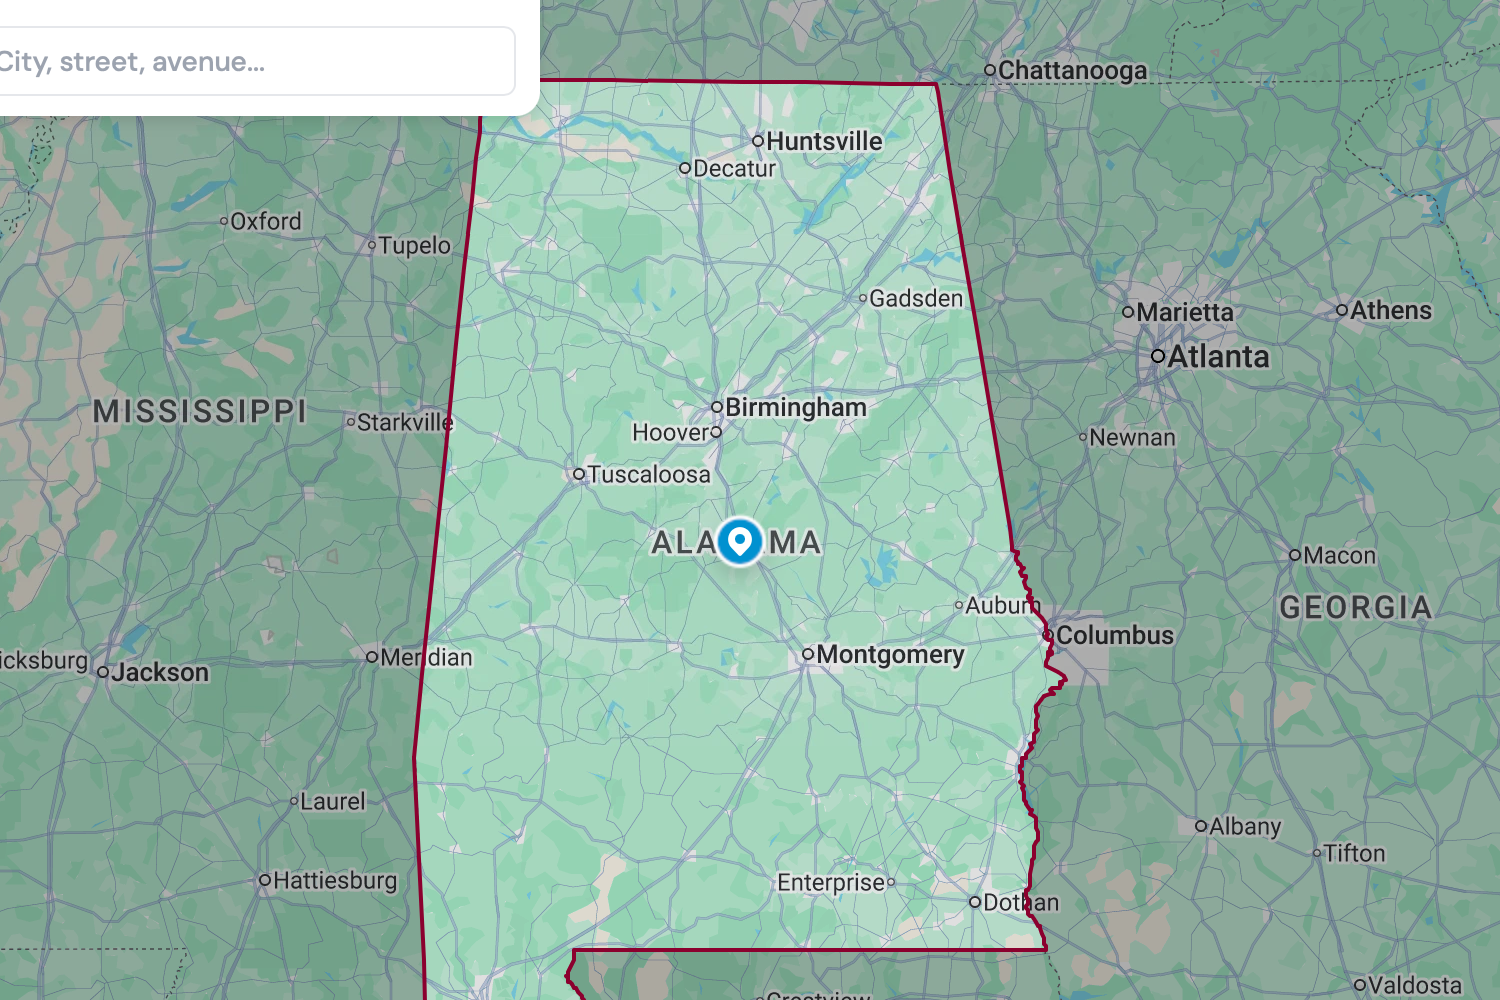 City, street, avenue...
Chattanooga
Huntsville
Decatur
Oxford
Tupelo
Gadsden
Marietta
Athens
Atlanta
Birmingham
MISSISSIPPI
Starkville
Hoover
Newnan
Tuscaloosa
ALA MA
Macon
Auburn
GEORGIA
Columbus
Montgomery
Meridian
icksburg
Jackson
Laurel
Albany
Tifton
Hattiesburg
Enterprise
Dothan
Valdosta
Crestview